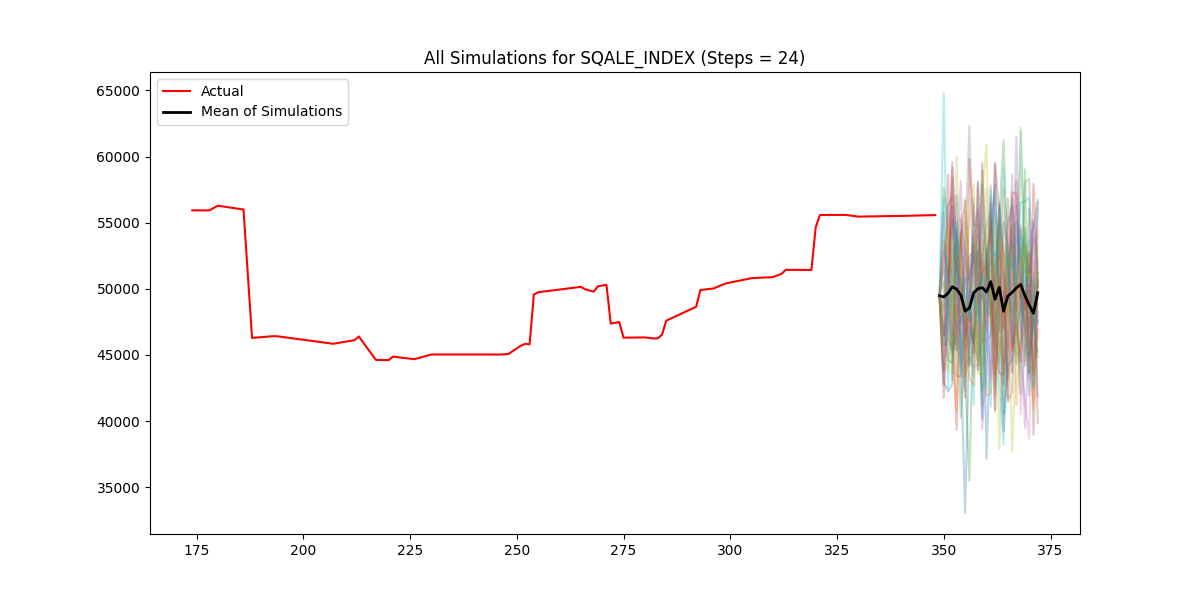 All Simulations for SQALE_INDEX (Steps = 24)
Actual
Mean of Simulations
65000
60000
55000
50000
45000
40000
35000
175 200 225 250 275 300 325 350 375